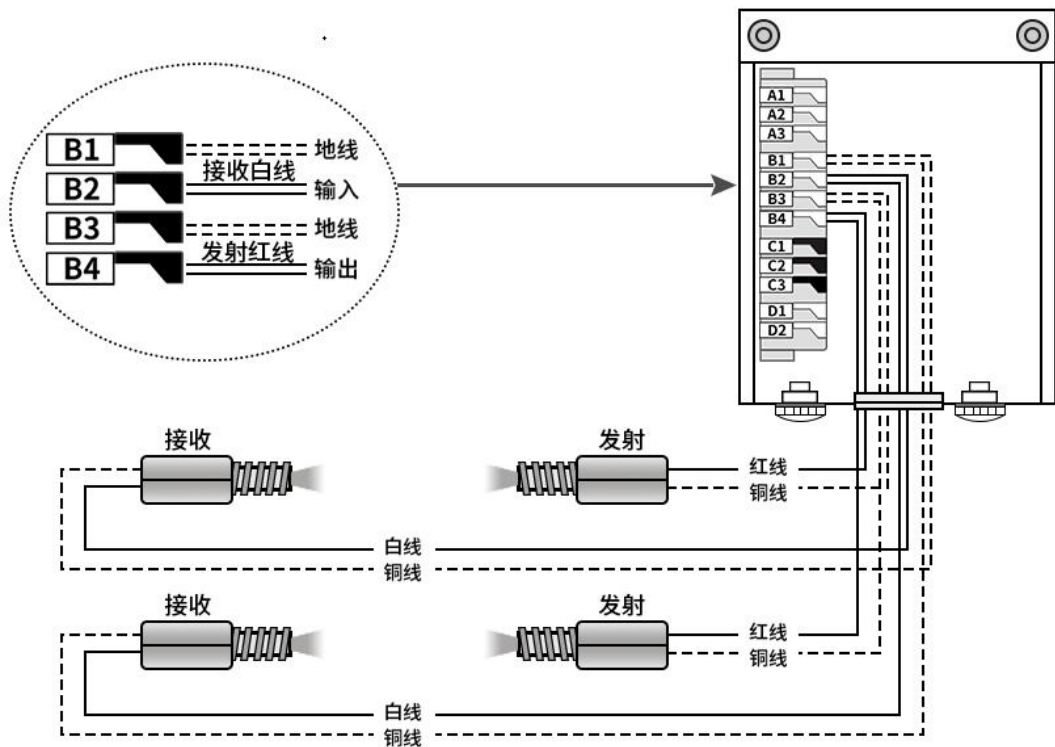 B1 地线
接收白线
B2 输入
B3 地线
发射红线
B4 输出
A1
A2
A3
B1
B2
B3
B4
C1
C2
C3
D1
D2
接收
发射
红线
铜线
白线
铜线
接收
发射
红线
铜线
白线
铜线